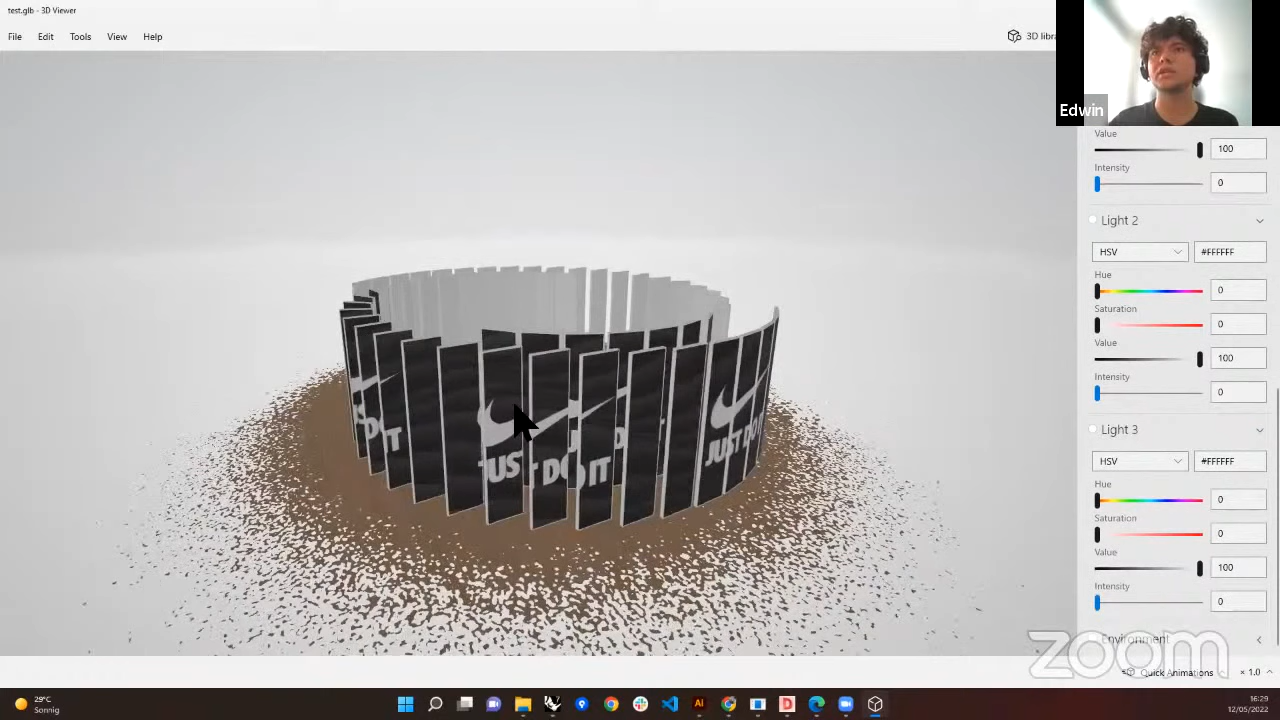 test.glb - 3D Viewer
File Edit Tools View Help
3D libra
Edwin
Value
100
Intensity
0
Light 2
HSV #FFFFFF
Hue
0
Saturation
0
Value
100
Intensity
0
Light 3
HSV #FFFFFF
Hue
0
Saturation
0
Value
100
Intensity
0
Environment
zoom
Quick Animations × 1.0
JUST DO IT
JUST DO IT
29°C
Sonnig
Ai
D
16:29
12/05/2022